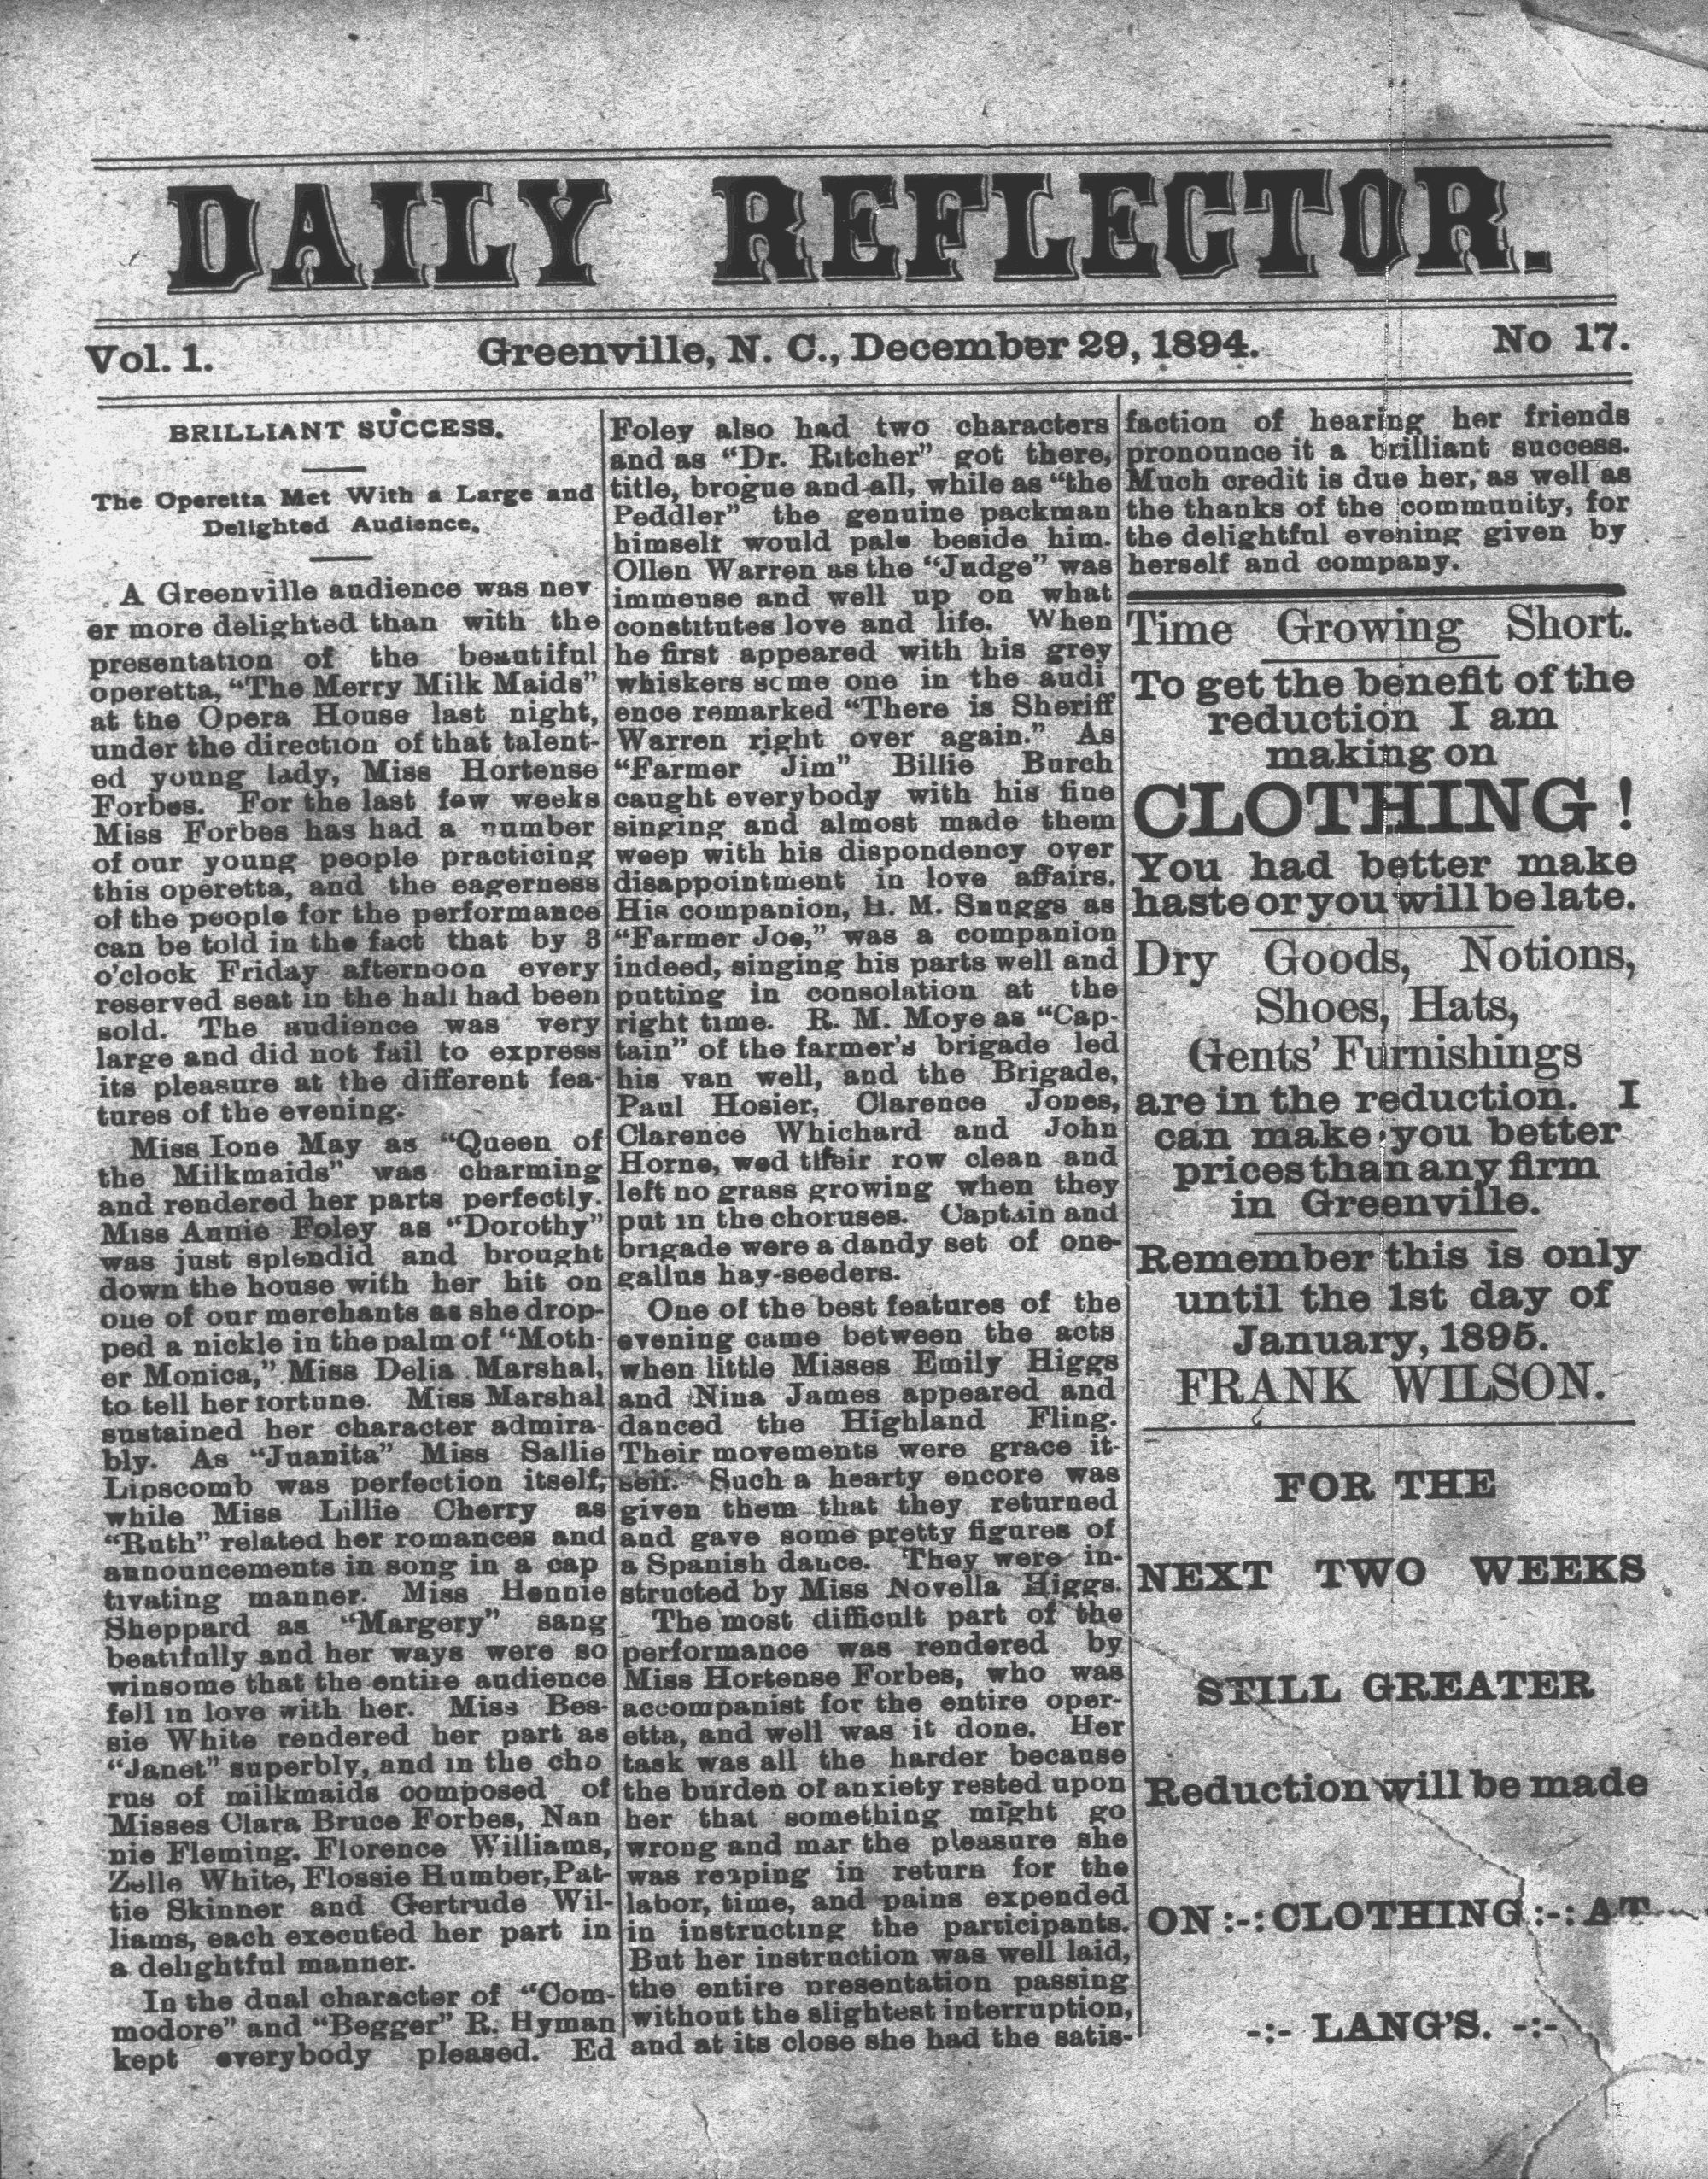 DAILY REFLECTOR.
Vol. 1. Greenville, N. C., December 29, 1894. No 17.
BRILLIANT SUCCESS.
The Operetta Met With a Large and
Delighted Audience.
A Greenville audience was nev
er more delighted than with the
presentation of the beautiful
operetta, “The Merry Milk Maids”
at the Opera House last night,
under the direction of that talent-
ed young lady, Miss Hortense
Forbes. For the last few weeks
Miss Forbes has had a number
of our young people practicing
this operetta, and the eagerness
of the people for the performance
can be told in the fact that by 3
o'clock Friday afternoon every
reserved seat in the hall had been
sold. The audience was very
large and did not fail to express
its pleasure at the different fea-
tures of the evening.
Miss Ione May as “Queen of
the Milkmaids” was charming
and rendered her parts perfectly.
Miss Annie Foley as “Dorothy”
was just splendid and brought
down the house with her hit on
one of our merchants as she drop-
ped a nickle in the palm of “Moth-
er Monica,” Miss Delia Marshal,
to tell her fortune. Miss Marshal
sustained her character admira-
bly. As “Juanita” Miss Sallie
Lipscomb was perfection itself,
while Miss Lillie Cherry as
“Ruth” related her romances and
announcements in song in a cap
tivating manner. Miss Hennie
Sheppard as “Margery” sang
beatifully and her ways were so
winsome that the entire audience
fell in love with her. Miss Bes-
sie White rendered her part as
“Janet” superbly, and in the cho
rus of milkmaids composed of
Misses Clara Bruce Forbes, Nan
nie Fleming, Florence Williams,
Zelle White, Flossie Humber, Pat-
tie Skinner and Gertrude Wil-
liams, each executed her part in
a delightful manner.
In the dual character of “Com-
modore” and “Begger” R. Hyman
kept everybody pleased. Ed
Foley also had two characters
and as “Dr. Ritcher” got there,
title, brogue and all, while as “the
Peddler” the genuine packman
himself would pale beside him.
Ollen Warren as the “Judge” was
immense and well up on what
constitutes love and life. When
he first appeared with his grey
whiskers some one in the audi
ence remarked “There is Sheriff
Warren right over again.” As
“Farmer Jim” Billie Burch
caught everybody with his fine
singing and almost made them
weep with his dispondency over
disappointment in love affairs.
His companion, H. M. Snuggs as
“Farmer Joe,” was a companion
indeed, singing his parts well and
putting in consolation at the
right time. R. M. Moye as “Cap-
tain” of the farmer's brigade led
his van well, and the Brigade,
Paul Hosier, Clarence Jones,
Clarence Whichard and John
Horne, wed their row clean and
left no grass growing when they
put in the choruses. Captain and
brigade were a dandy set of one-
gallus hay-seeders.
One of the best features of the
evening came between the acts
when little Misses Emily Higgs
and Nina James appeared and
danced the Highland Fling.
Their movements were grace it-
self. Such a hearty encore was
given them that they returned
and gave some pretty figures of
a Spanish dance. They were in-
structed by Miss Novella Higgs.
The most difficult part of the
performance was rendered by
Miss Hortense Forbes, who was
accompanist for the entire oper-
etta, and well was it done. Her
task was all the harder because
the burden of anxiety rested upon
her that something might go
wrong and mar the pleasure she
was reaping in return for the
labor, time, and pains expended
in instructing the participants.
But her instruction was well laid,
the entire presentation passing
without the slightest interruption,
and at its close she had the satis-
faction of hearing her friends
pronounce it a brilliant success.
Much credit is due her, as well as
the thanks of the community, for
the delightful evening given by
herself and company.
Time Growing Short.
To get the benefit of the
reduction I am
making on
CLOTHING!
You had better make
haste or you will be late.
Dry Goods, Notions,
Shoes, Hats,
Gents' Furnishings
are in the reduction. I
can make you better
prices than any firm
in Greenville.
Remember this is only
until the 1st day of
January, 1895.
FRANK WILSON.
FOR THE
NEXT TWO WEEKS
STILL GREATER
Reduction will be made
ON :-: CLOTHING :-: AT
-:- LANG'S. -:-